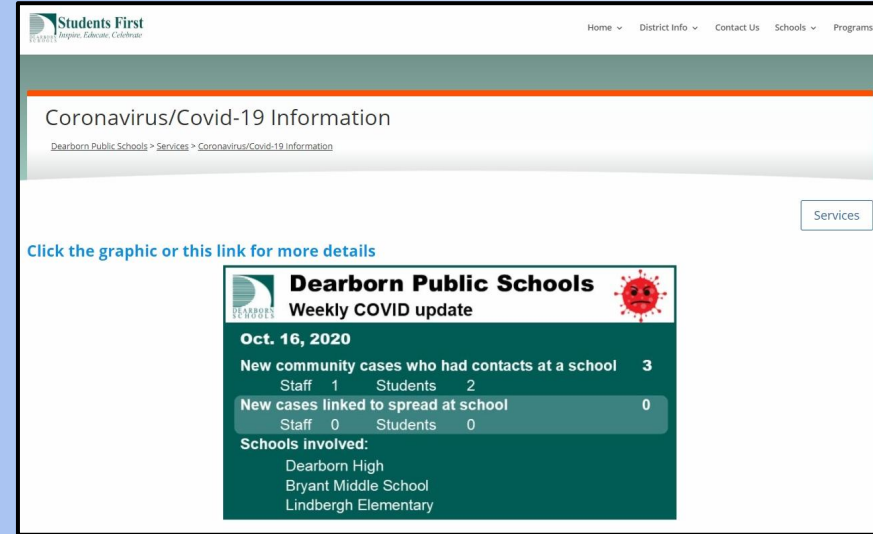 Students First
Inspire, Educate, Celebrate
DEARBORN
SCHOOLS
Home District Info Contact Us Schools Programs
Coronavirus/Covid-19 Information
Dearborn Public Schools > Services > Coronavirus/Covid-19 Information
Services
Click the graphic or this link for more details
Dearborn Public Schools
Weekly COVID update
DEARBORN
SCHOOLS
Oct. 16, 2020
New community cases who had contacts at a school 3
Staff 1 Students 2
New cases linked to spread at school 0
Staff 0 Students 0
Schools involved:
Dearborn High
Bryant Middle School
Lindbergh Elementary